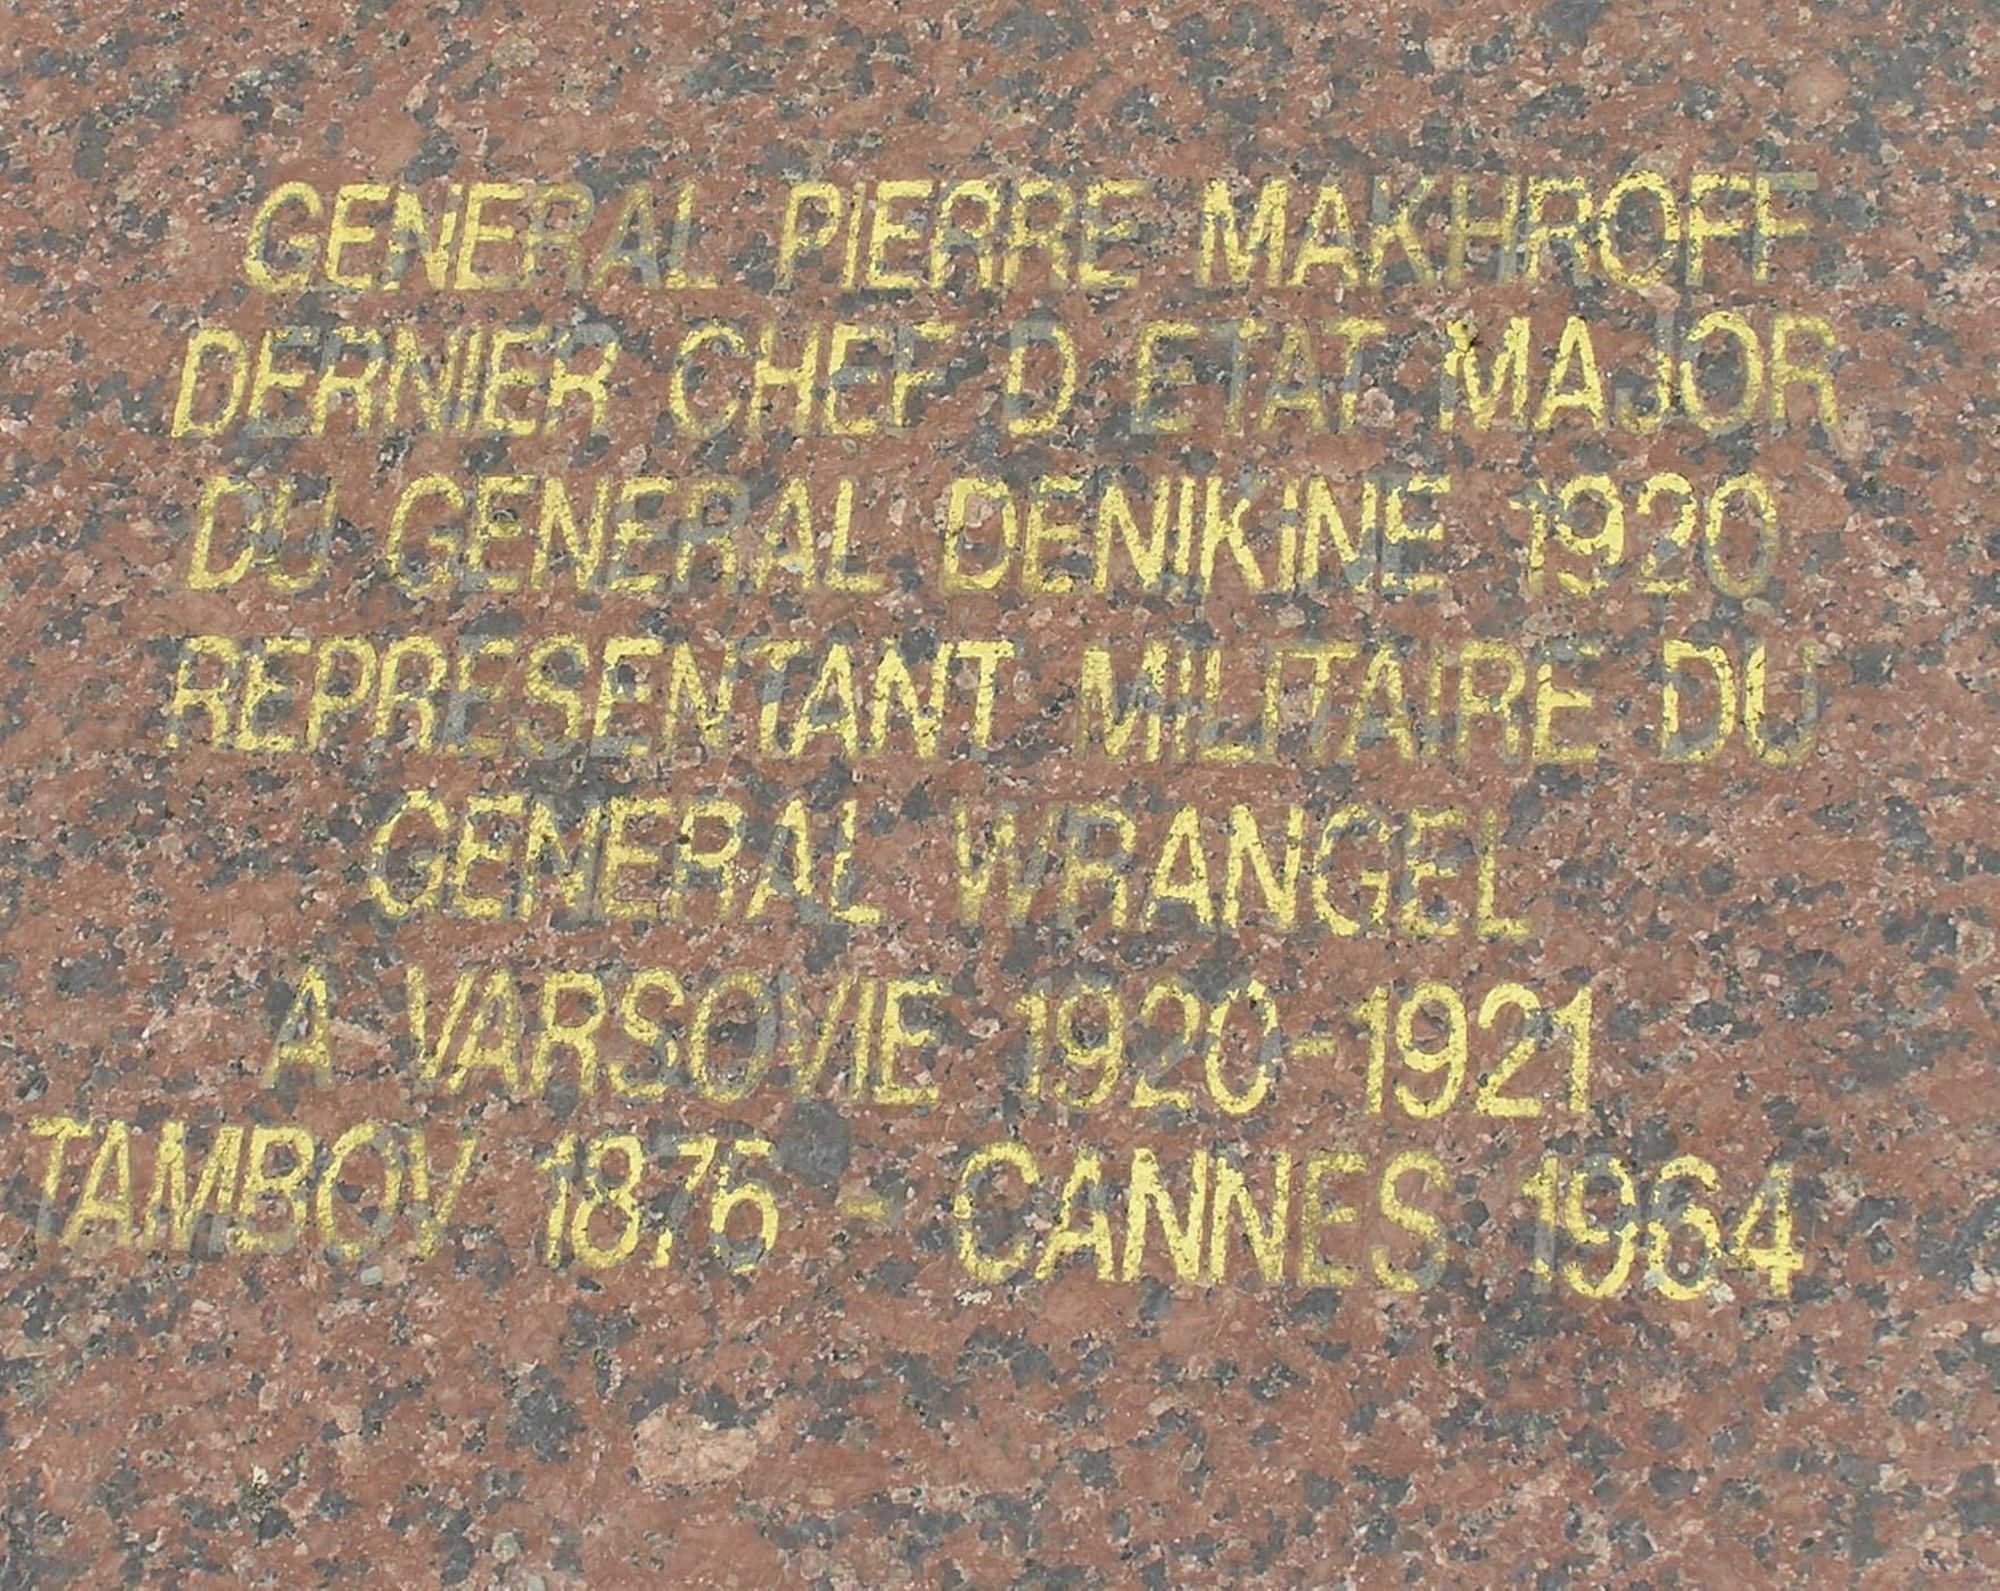 GENERAL PIERRE MAKHROFF
DERNIER CHEF D ETAT MAJOR
DU GENERAL DENIKINE 1920
REPRESENTANT MILITAIRE DU
GENERAL WRANGEL
A VARSOVIE 1920-1921
TAMBOV 1876 - CANNES 1964